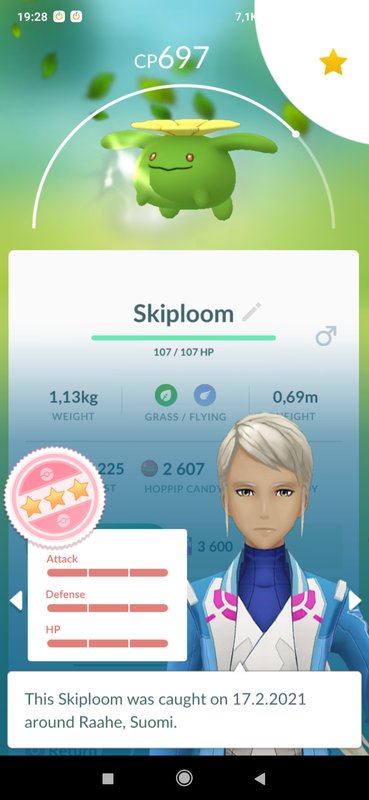 19:28
7,1K
CP697
Skiploom
107 / 107 HP
1,13kg
WEIGHT
GRASS / FLYING
0,69m
225
2 607
HOPPIP CANDY
3 600
Attack
Defense
HP
This Skiploom was caught on 17.2.2021
around Raahe, Suomi.
Return